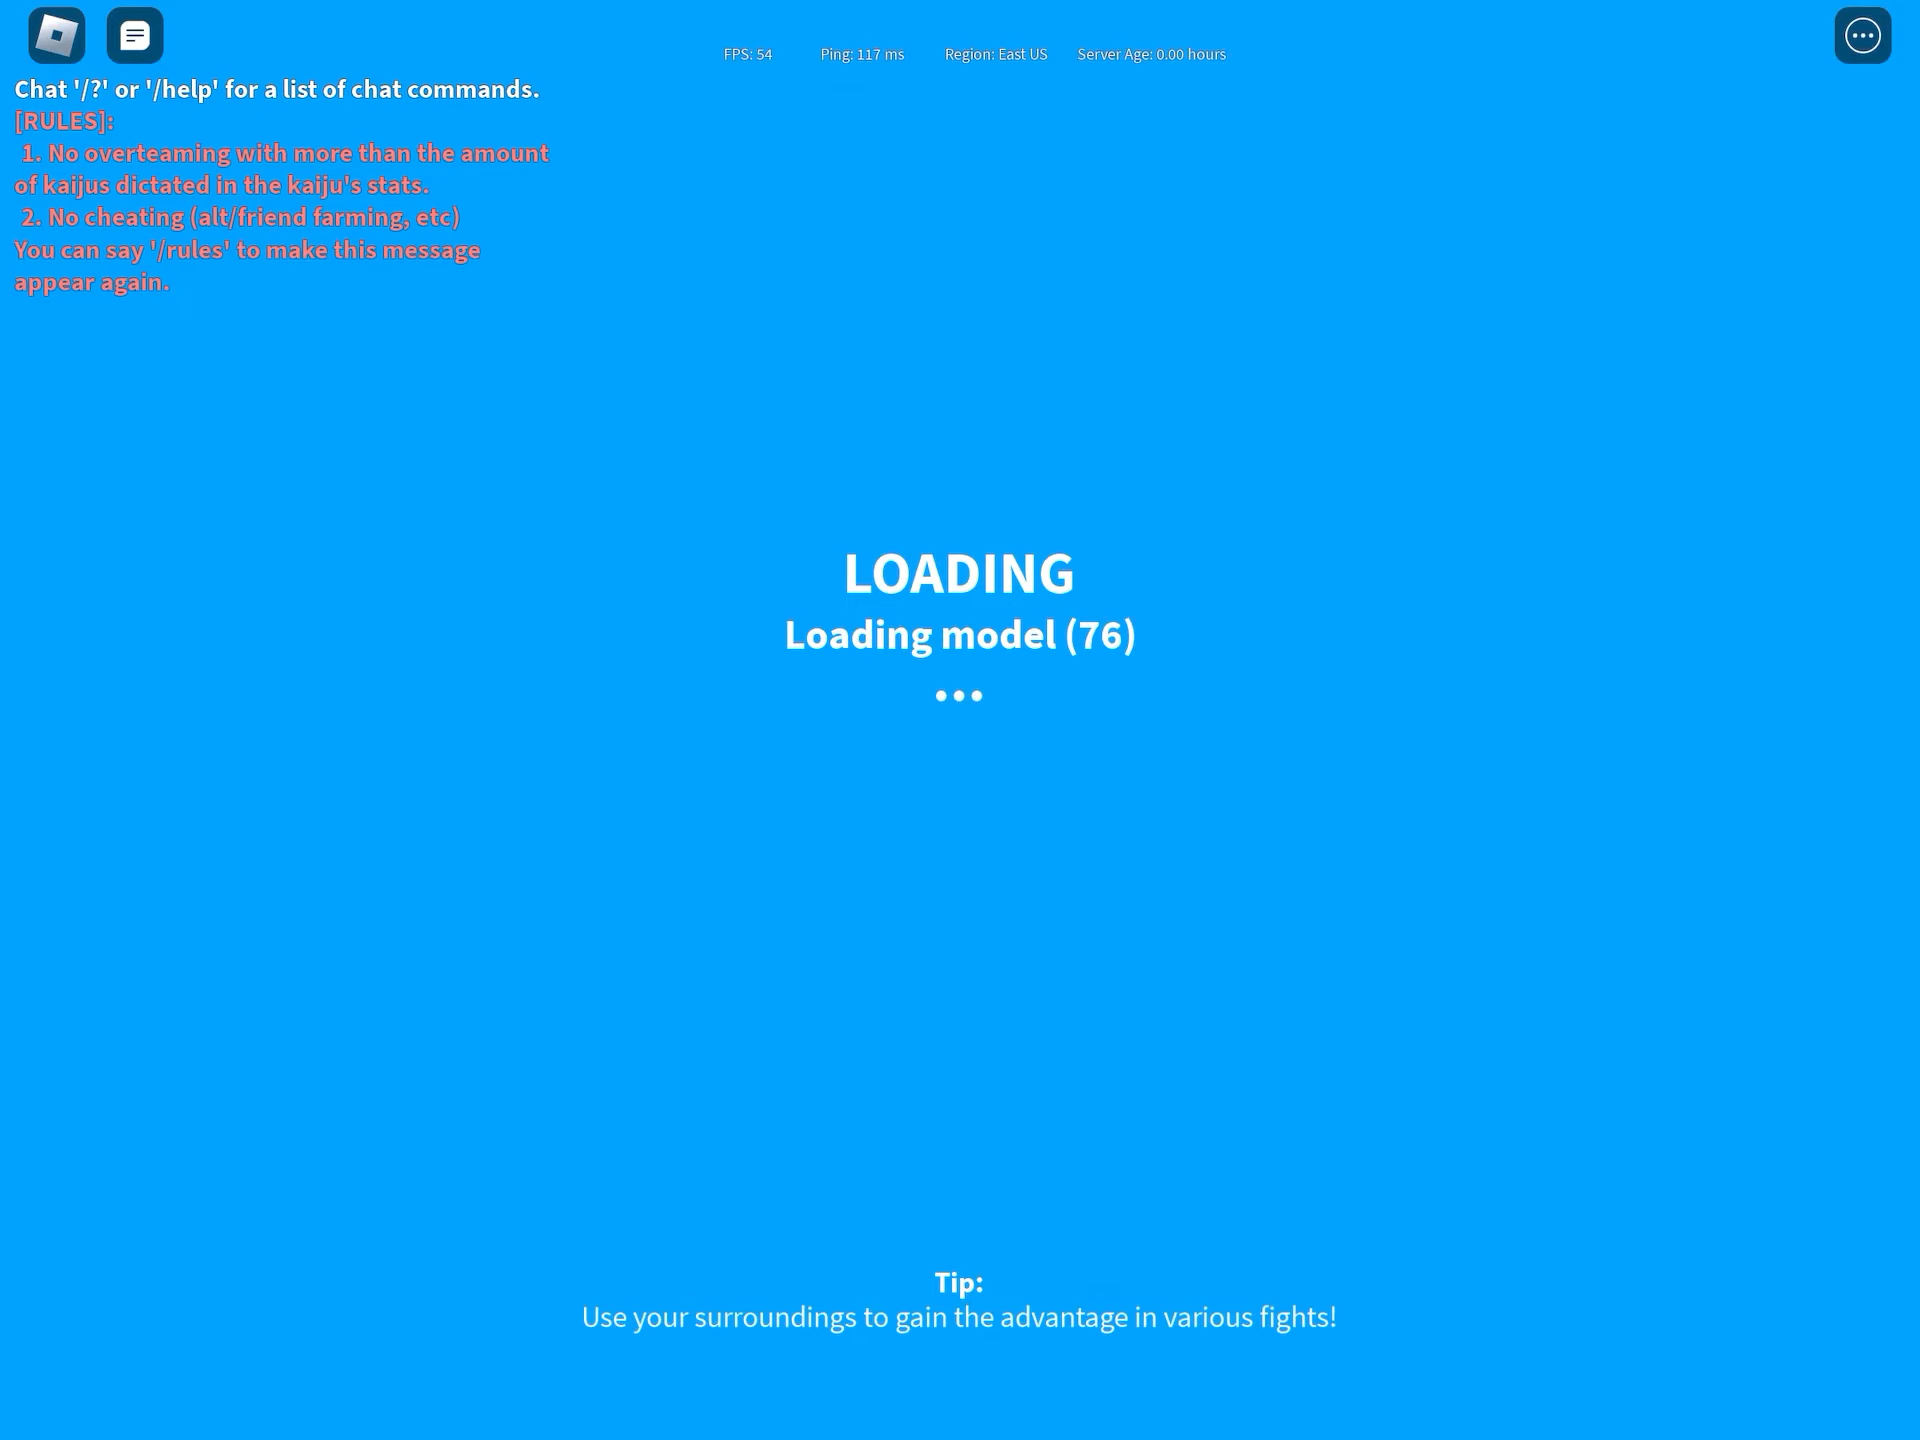 FPS: 54 Ping: 117 ms Region: East US Server Age: 0.00 hours
Chat '/?' or '/help' for a list of chat commands.
[RULES]:
1. No overteaming with more than the amount
of kaijus dictated in the kaiju's stats.
2. No cheating (alt/friend farming, etc)
You can say '/rules' to make this message
appear again.
LOADING
Loading model (76)
Tip:
Use your surroundings to gain the advantage in various fights!